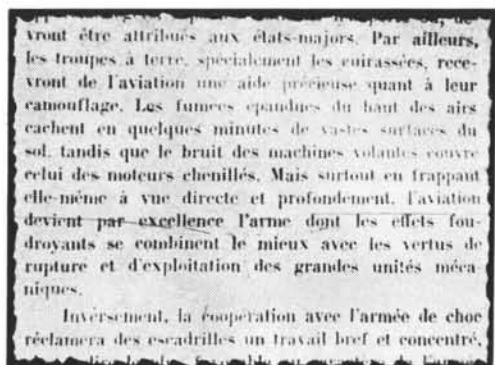 vront être attribués aux états-majors. Par ailleurs,
les troupes à terre, spécialement les cuirassées, rece-
vront de l'aviation une aide précieuse quant à leur
camouflage. Les fumées épandues du haut des airs
cachent en quelques minutes de vastes surfaces du
sol, tandis que le bruit des machines volantes couvre
celui des moteurs chenillés. Mais surtout en frappant
elle-même à vue directe et profondément, l'aviation
devient par excellence l'arme dont les effets fou-
droyants se combinent le mieux avec les vertus de
rupture et d'exploitation des grandes unités méca-
niques.
Inversement, la coopération avec l'armée de choc
réclamera des escadrilles un travail bref et concentré,